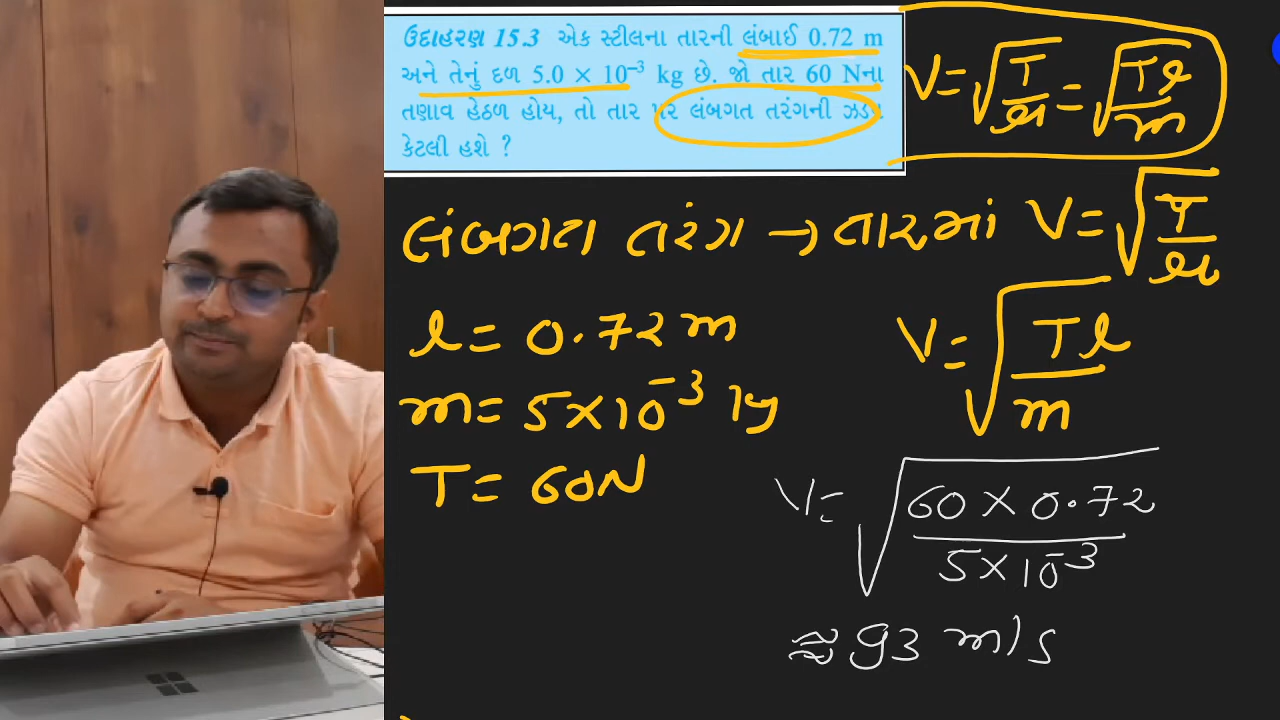 ઉદાહરણ 15.3 એક સ્ટીલના તારની લંબાઈ 0.72 m
અને તેનું દળ 5.0 × 10⁻³ kg છે. જો તાર 60 Nના
તણાવ હેઠળ હોય, તો તાર પર લંબગત તરંગની ઝડપ
કેટલી હશે ?
V = √(T/μ) = √(Tl/m)
લંબગત તરંગ → તારમાં V = √(T/μ)
l = 0.72 m
V = √(Tl/m)
m = 5 × 10⁻³ kg
T = 60N
V = √(60 × 0.72 / 5 × 10⁻³)
≈ 93 m/s